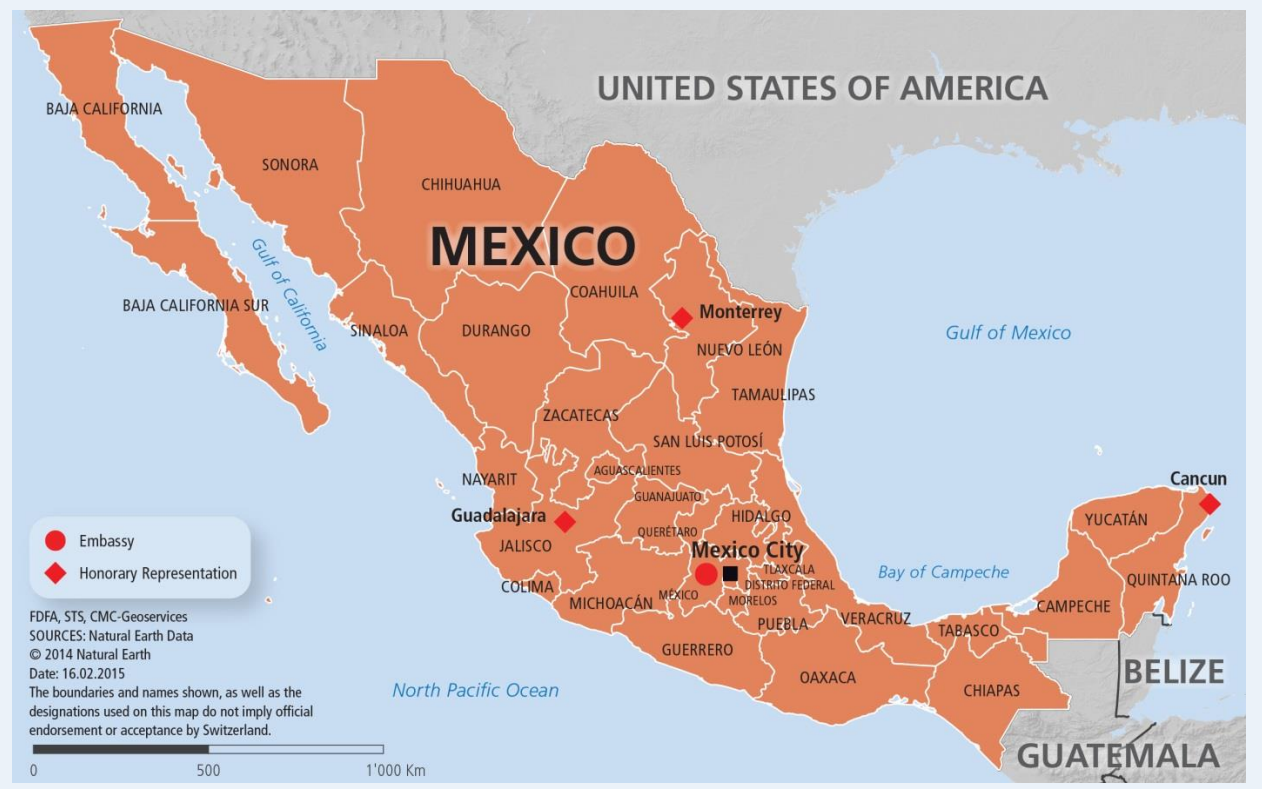 UNITED STATES OF AMERICA
BAJA CALIFORNIA
SONORA
CHIHUAHUA
MEXICO
Gulf of California
COAHUILA
BAJA CALIFORNIA SUR
SINALOA
DURANGO
Monterrey
Gulf of Mexico
NUEVO LEÓN
TAMAULIPAS
ZACATECAS
SAN LUIS POTOSÍ
AGUASCALIENTES
NAYARIT
Cancun
GUANAJUATO
Guadalajara
HIDALGO
YUCATÁN
QUERÉTARO
JALISCO
Mexico City
TLAXCALA
Bay of Campeche
QUINTANA ROO
DISTRITO FEDERAL
COLIMA
MICHOACÁN
MÉXICO
MORELOS
CAMPECHE
PUEBLA
VERACRUZ
TABASCO
GUERRERO
BELIZE
OAXACA
CHIAPAS
North Pacific Ocean
GUATEMALA
Embassy
Honorary Representation
FDFA, STS, CMC-Geoservices
SOURCES: Natural Earth Data
© 2014 Natural Earth
Date: 16.02.2015
The boundaries and names shown, as well as the
designations used on this map do not imply official
endorsement or acceptance by Switzerland.
0 500 1'000 Km